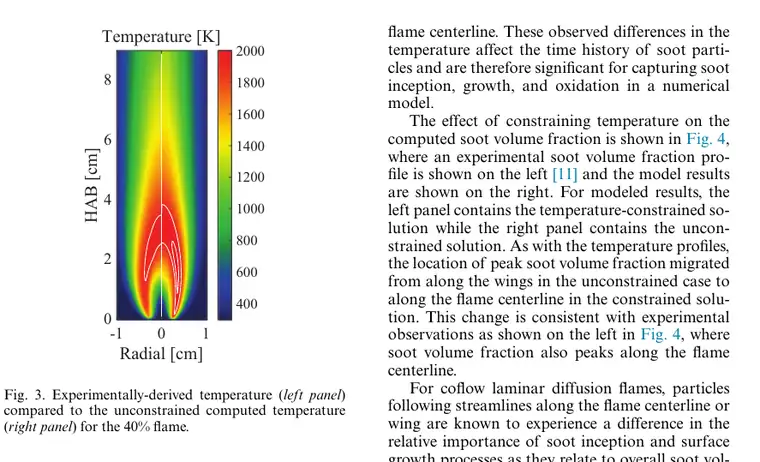 Temperature [K]
8
6
4
2
0
HAB [cm]
-1 0 1
Radial [cm]
2000
1800
1600
1400
1200
1000
800
600
400
Fig. 3. Experimentally-derived temperature (left panel)
compared to the unconstrained computed temperature
(right panel) for the 40% flame.
flame centerline. These observed differences in the
temperature affect the time history of soot parti-
cles and are therefore significant for capturing soot
inception, growth, and oxidation in a numerical
model.
The effect of constraining temperature on the
computed soot volume fraction is shown in Fig. 4,
where an experimental soot volume fraction pro-
file is shown on the left [11] and the model results
are shown on the right. For modeled results, the
left panel contains the temperature-constrained so-
lution while the right panel contains the uncon-
strained solution. As with the temperature profiles,
the location of peak soot volume fraction migrated
from along the wings in the unconstrained case to
along the flame centerline in the constrained solu-
tion. This change is consistent with experimental
observations as shown on the left in Fig. 4, where
soot volume fraction also peaks along the flame
centerline.
For coflow laminar diffusion flames, particles
following streamlines along the flame centerline or
wing are known to experience a difference in the
relative importance of soot inception and surface
growth processes as they relate to overall soot vol-